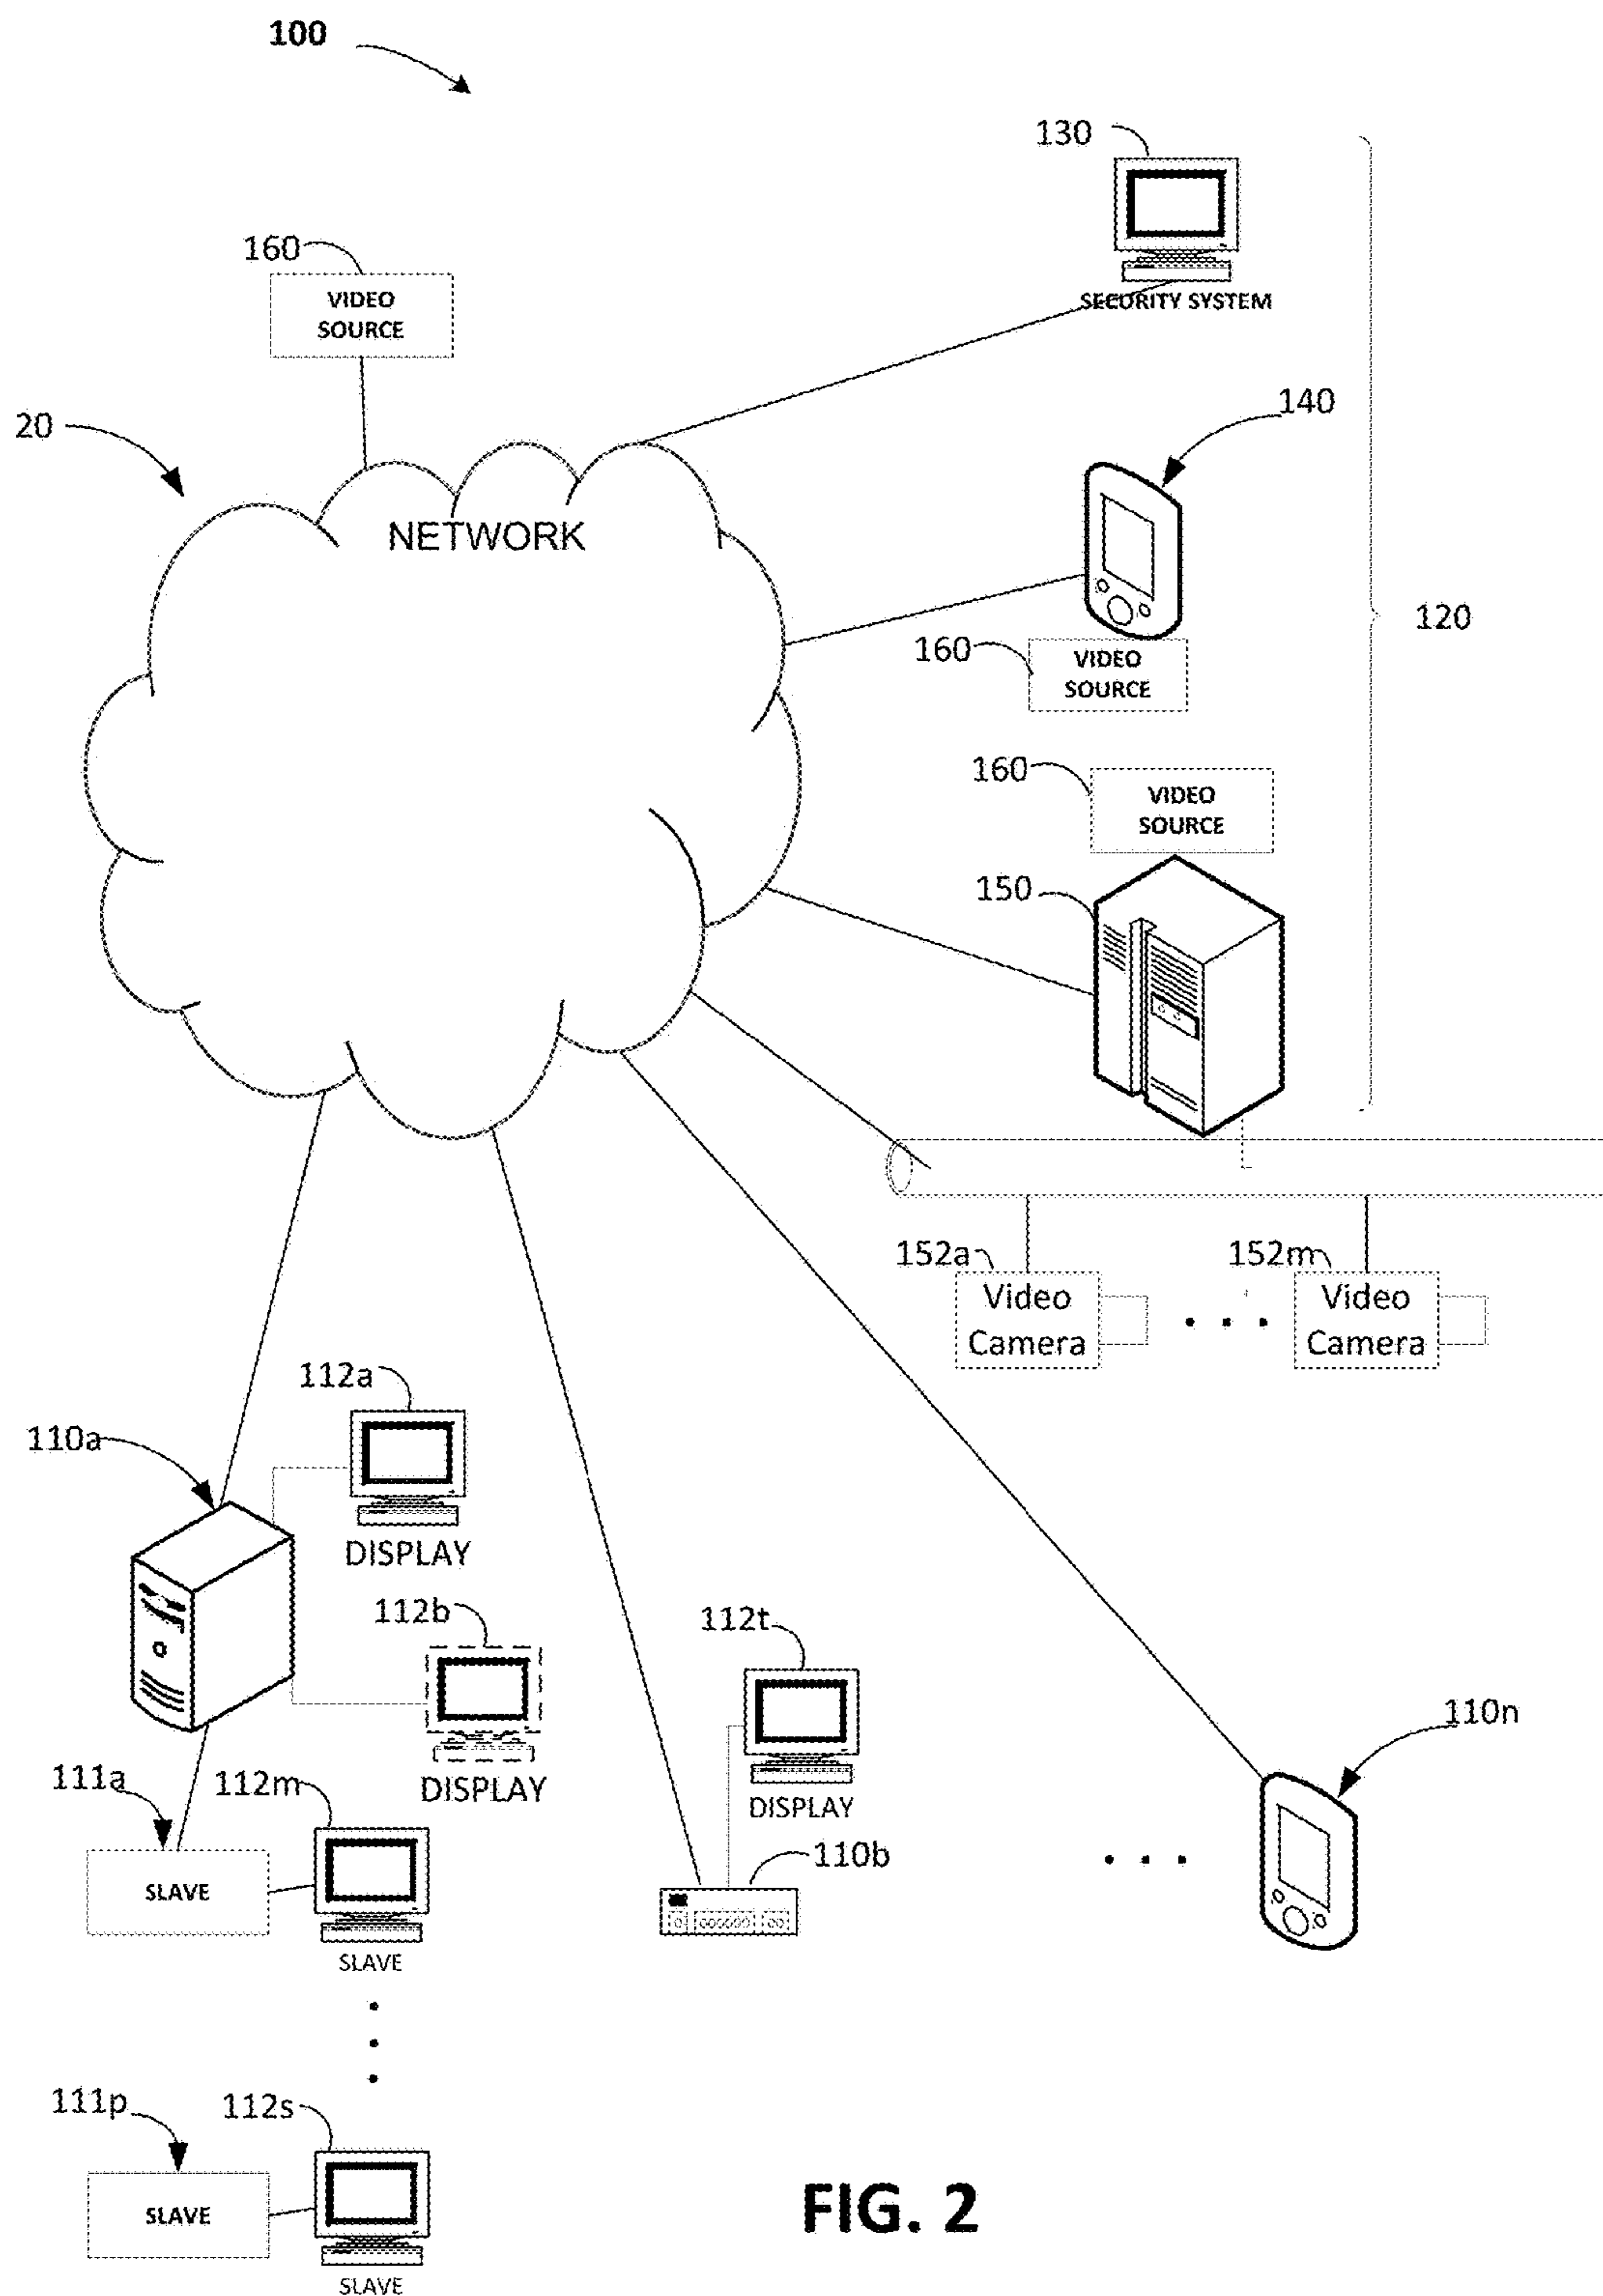 100
130
SECURITY SYSTEM
160
VIDEO
SOURCE
20
140
NETWORK
120
160
VIDEO
SOURCE
160
VIDEO
SOURCE
150
152a
Video
Camera
152m
Video
Camera
112a
110a
DISPLAY
112b
DISPLAY
112t
DISPLAY
110n
111a
SLAVE
112m
SLAVE
110b
111p
SLAVE
112s
SLAVE
FIG. 2